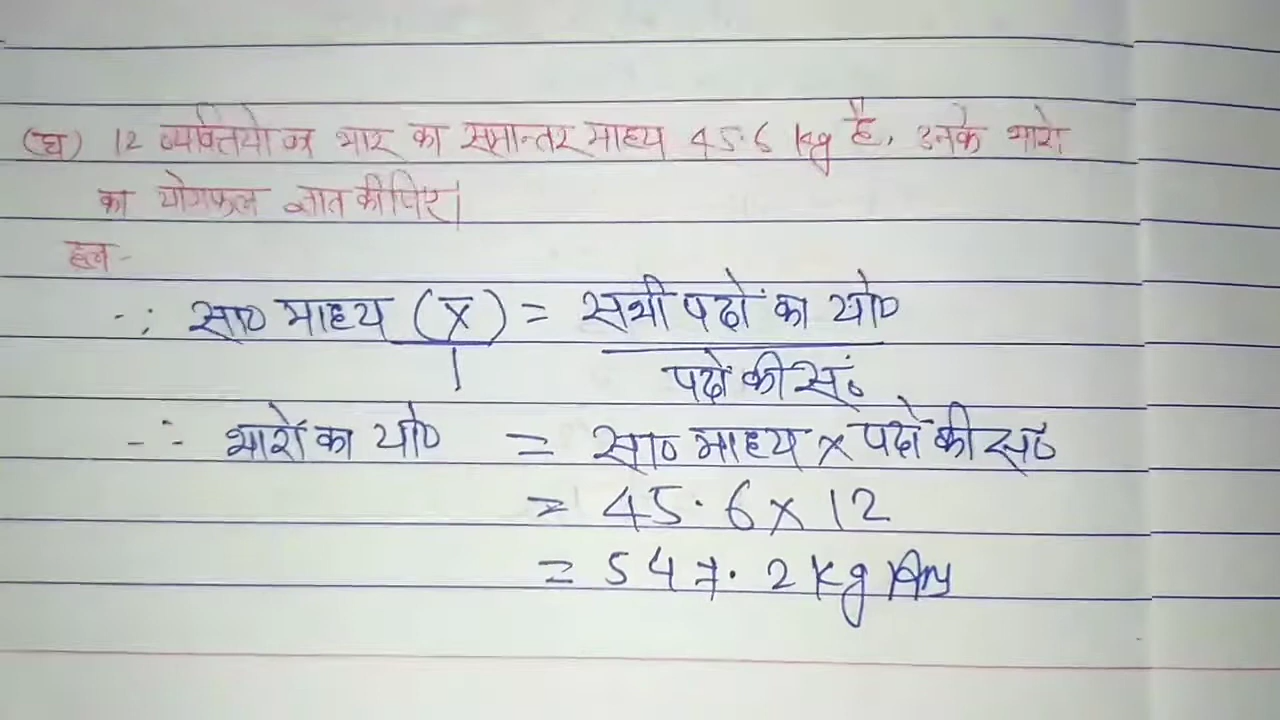 (घ) 12 व्यक्तियो के भार का समान्तर माध्य 45.6 kg है, उनके भारो
का योगफल ज्ञात कीजिए।
हल -
∵ सा० माध्य (x̄) = सभी पदों का यो०
1 पदों की सं०
∴ भारों का यो० = सा० माध्य × पदों की सं०
= 45.6 × 12
= 547.2 kg Ans